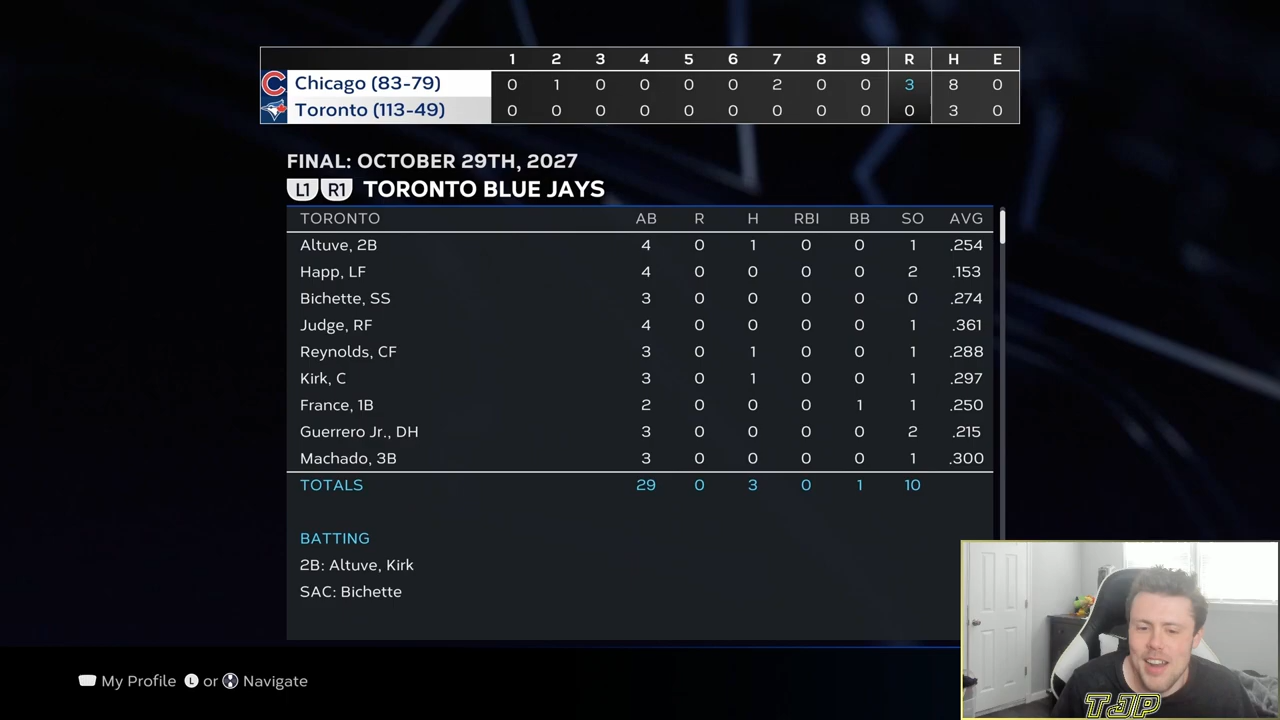 1 2 3 4 5 6 7 8 9 R H E
C Chicago (83-79) 0 1 0 0 0 0 2 0 0 3 8 0
Toronto (113-49) 0 0 0 0 0 0 0 0 0 0 3 0
FINAL: OCTOBER 29TH, 2027
L1 R1 TORONTO BLUE JAYS
TORONTO AB R H RBI BB SO AVG
Altuve, 2B 4 0 1 0 0 1 .254
Happ, LF 4 0 0 0 0 2 .153
Bichette, SS 3 0 0 0 0 0 .274
Judge, RF 4 0 0 0 0 1 .361
Reynolds, CF 3 0 1 0 0 1 .288
Kirk, C 3 0 1 0 0 1 .297
France, 1B 2 0 0 0 1 1 .250
Guerrero Jr., DH 3 0 0 0 0 2 .215
Machado, 3B 3 0 0 0 0 1 .300
TOTALS 29 0 3 0 1 10
BATTING
2B: Altuve, Kirk
SAC: Bichette
My Profile L or Navigate
TJP